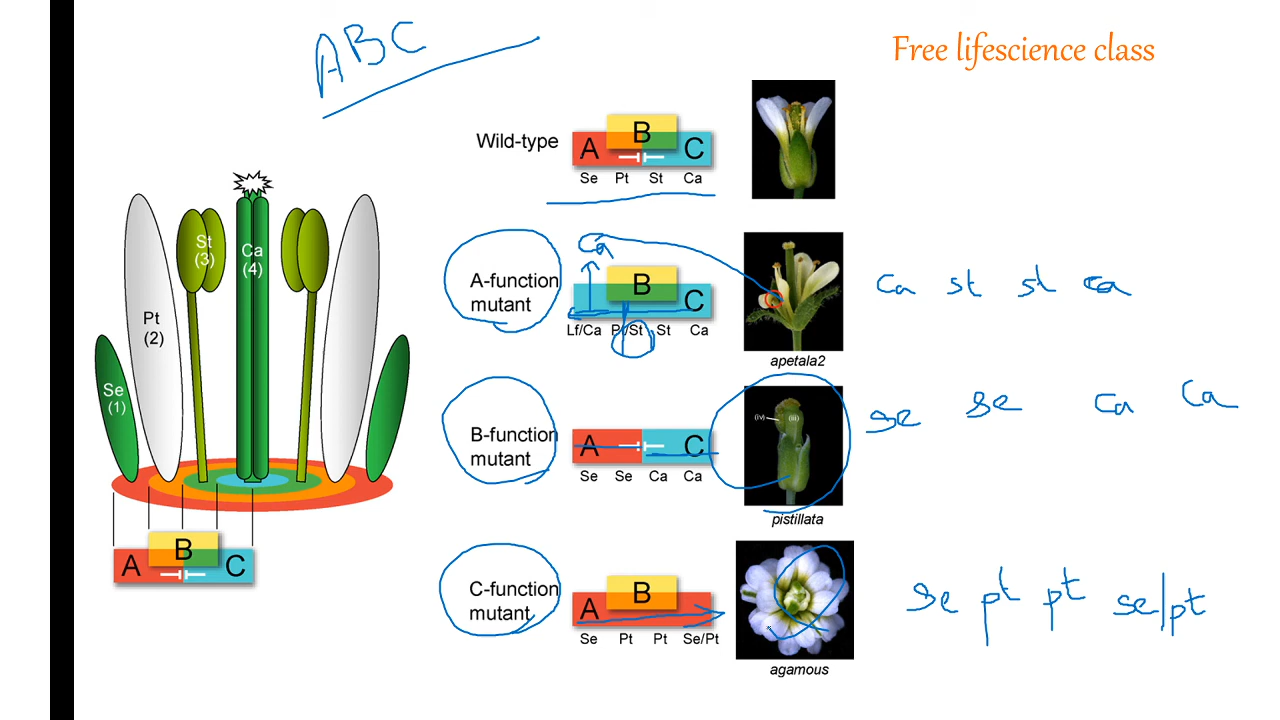 ABC
Free lifescience class
Wild-type
A B C
Se Pt St Ca
St (3)
Ca (4)
Pt (2)
Se (1)
A B C
A-function mutant
Ca
B
C
Lf/Ca Pt/St St Ca
apetala2
Ca st st Ca
B-function mutant
A C
Se Se Ca Ca
(iv) (iii)
pistillata
se se Ca Ca
C-function mutant
A B
Se Pt Pt Se/Pt
agamous
se pt pt se/pt